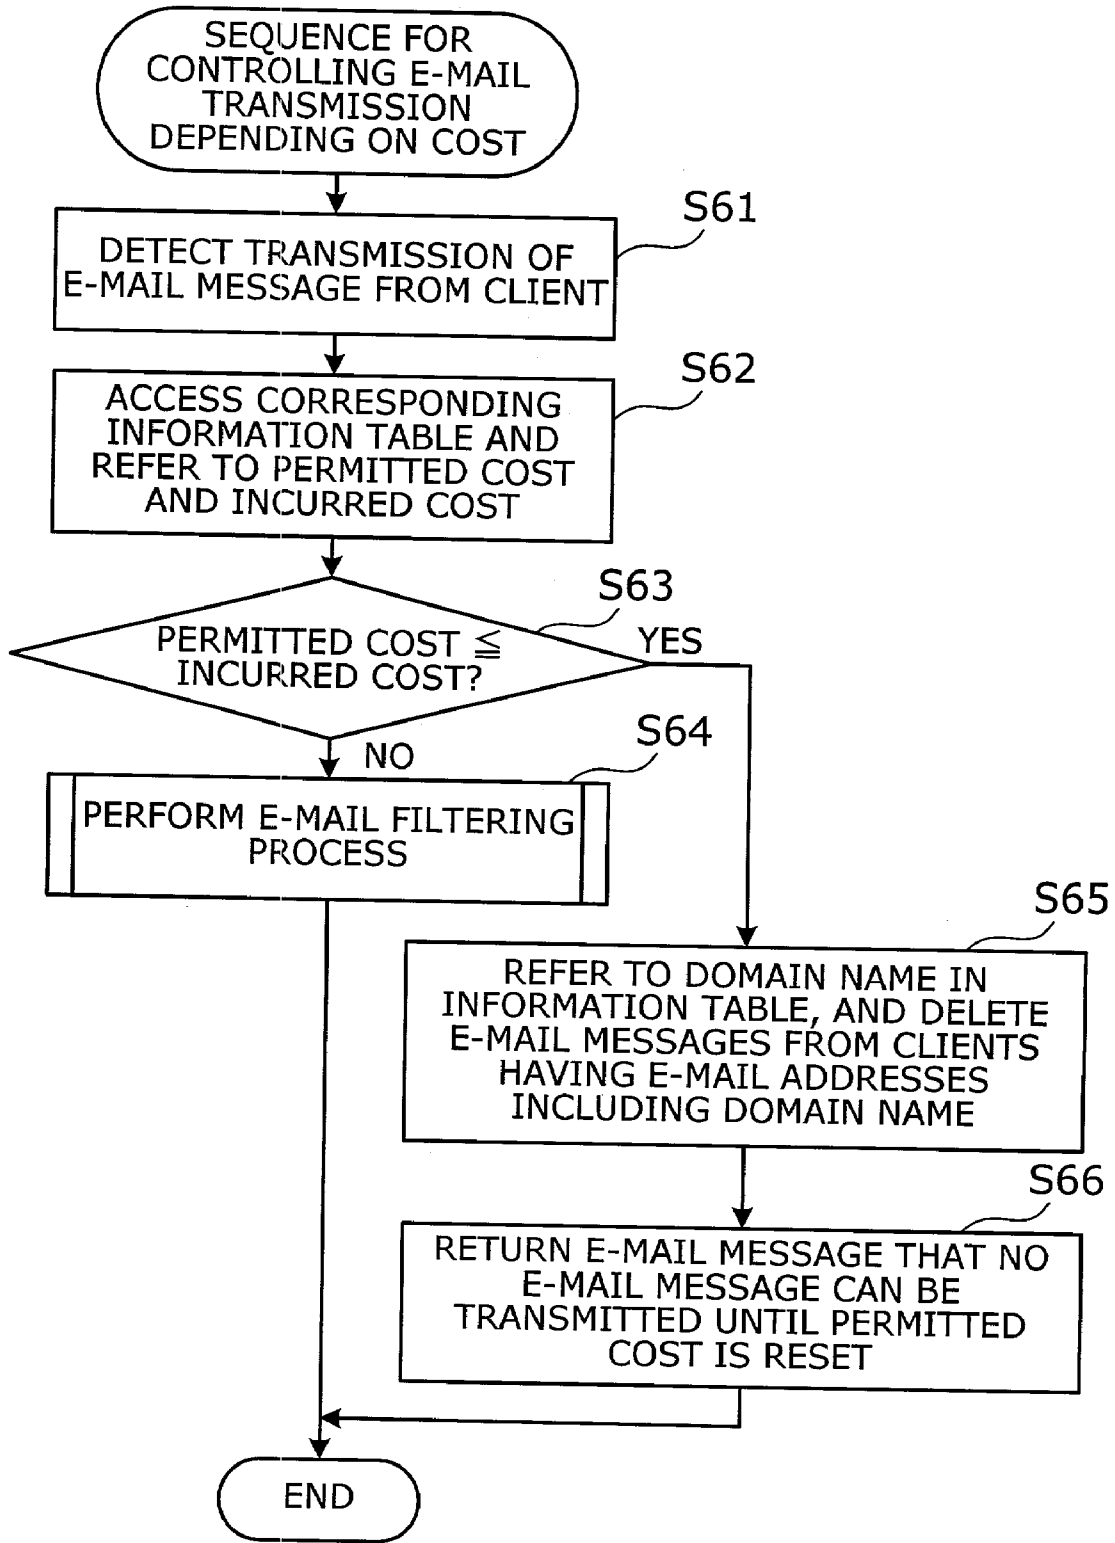 SEQUENCE FOR
CONTROLLING E-MAIL
TRANSMISSION
DEPENDING ON COST
S61
DETECT TRANSMISSION OF
E-MAIL MESSAGE FROM CLIENT
S62
ACCESS CORRESPONDING
INFORMATION TABLE AND
REFER TO PERMITTED COST
AND INCURRED COST
S63
PERMITTED COST ≦
INCURRED COST?
YES
NO
S64
PERFORM E-MAIL FILTERING
PROCESS
S65
REFER TO DOMAIN NAME IN
INFORMATION TABLE, AND DELETE
E-MAIL MESSAGES FROM CLIENTS
HAVING E-MAIL ADDRESSES
INCLUDING DOMAIN NAME
S66
RETURN E-MAIL MESSAGE THAT NO
E-MAIL MESSAGE CAN BE
TRANSMITTED UNTIL PERMITTED
COST IS RESET
END